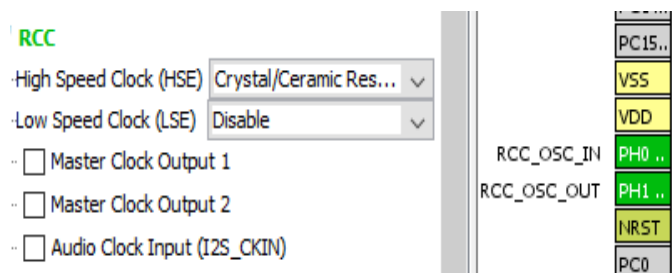 RCC
High Speed Clock (HSE) Crystal/Ceramic Res...
Low Speed Clock (LSE) Disable
Master Clock Output 1
Master Clock Output 2
Audio Clock Input (I2S_CKIN)
PC15..
VSS
VDD
RCC_OSC_IN PH0 ..
RCC_OSC_OUT PH1 ..
NRST
PC0